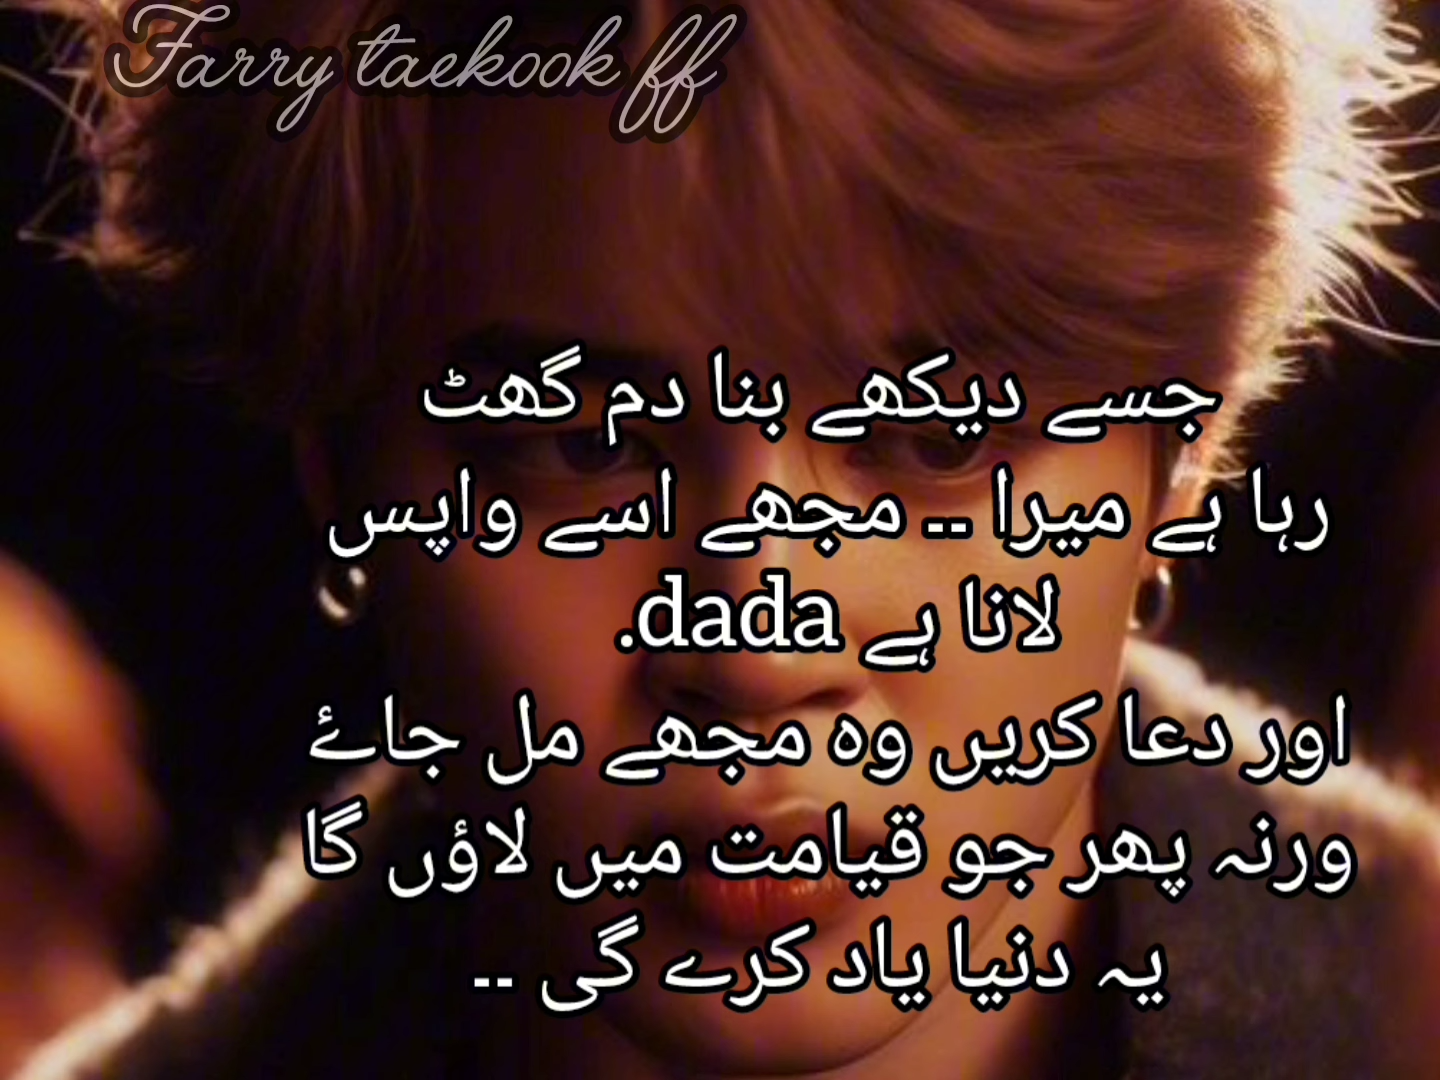 Farry taekook ff
جسے دیکھے بنا دم گھٹ
رہا ہے میرا -- مجھے اسے واپس
لانا ہے dada.
اور دعا کریں وہ مجھے مل جاۓ
ورنہ پھر جو قیامت میں لاؤں گا
یہ دنیا یاد کرے گی --